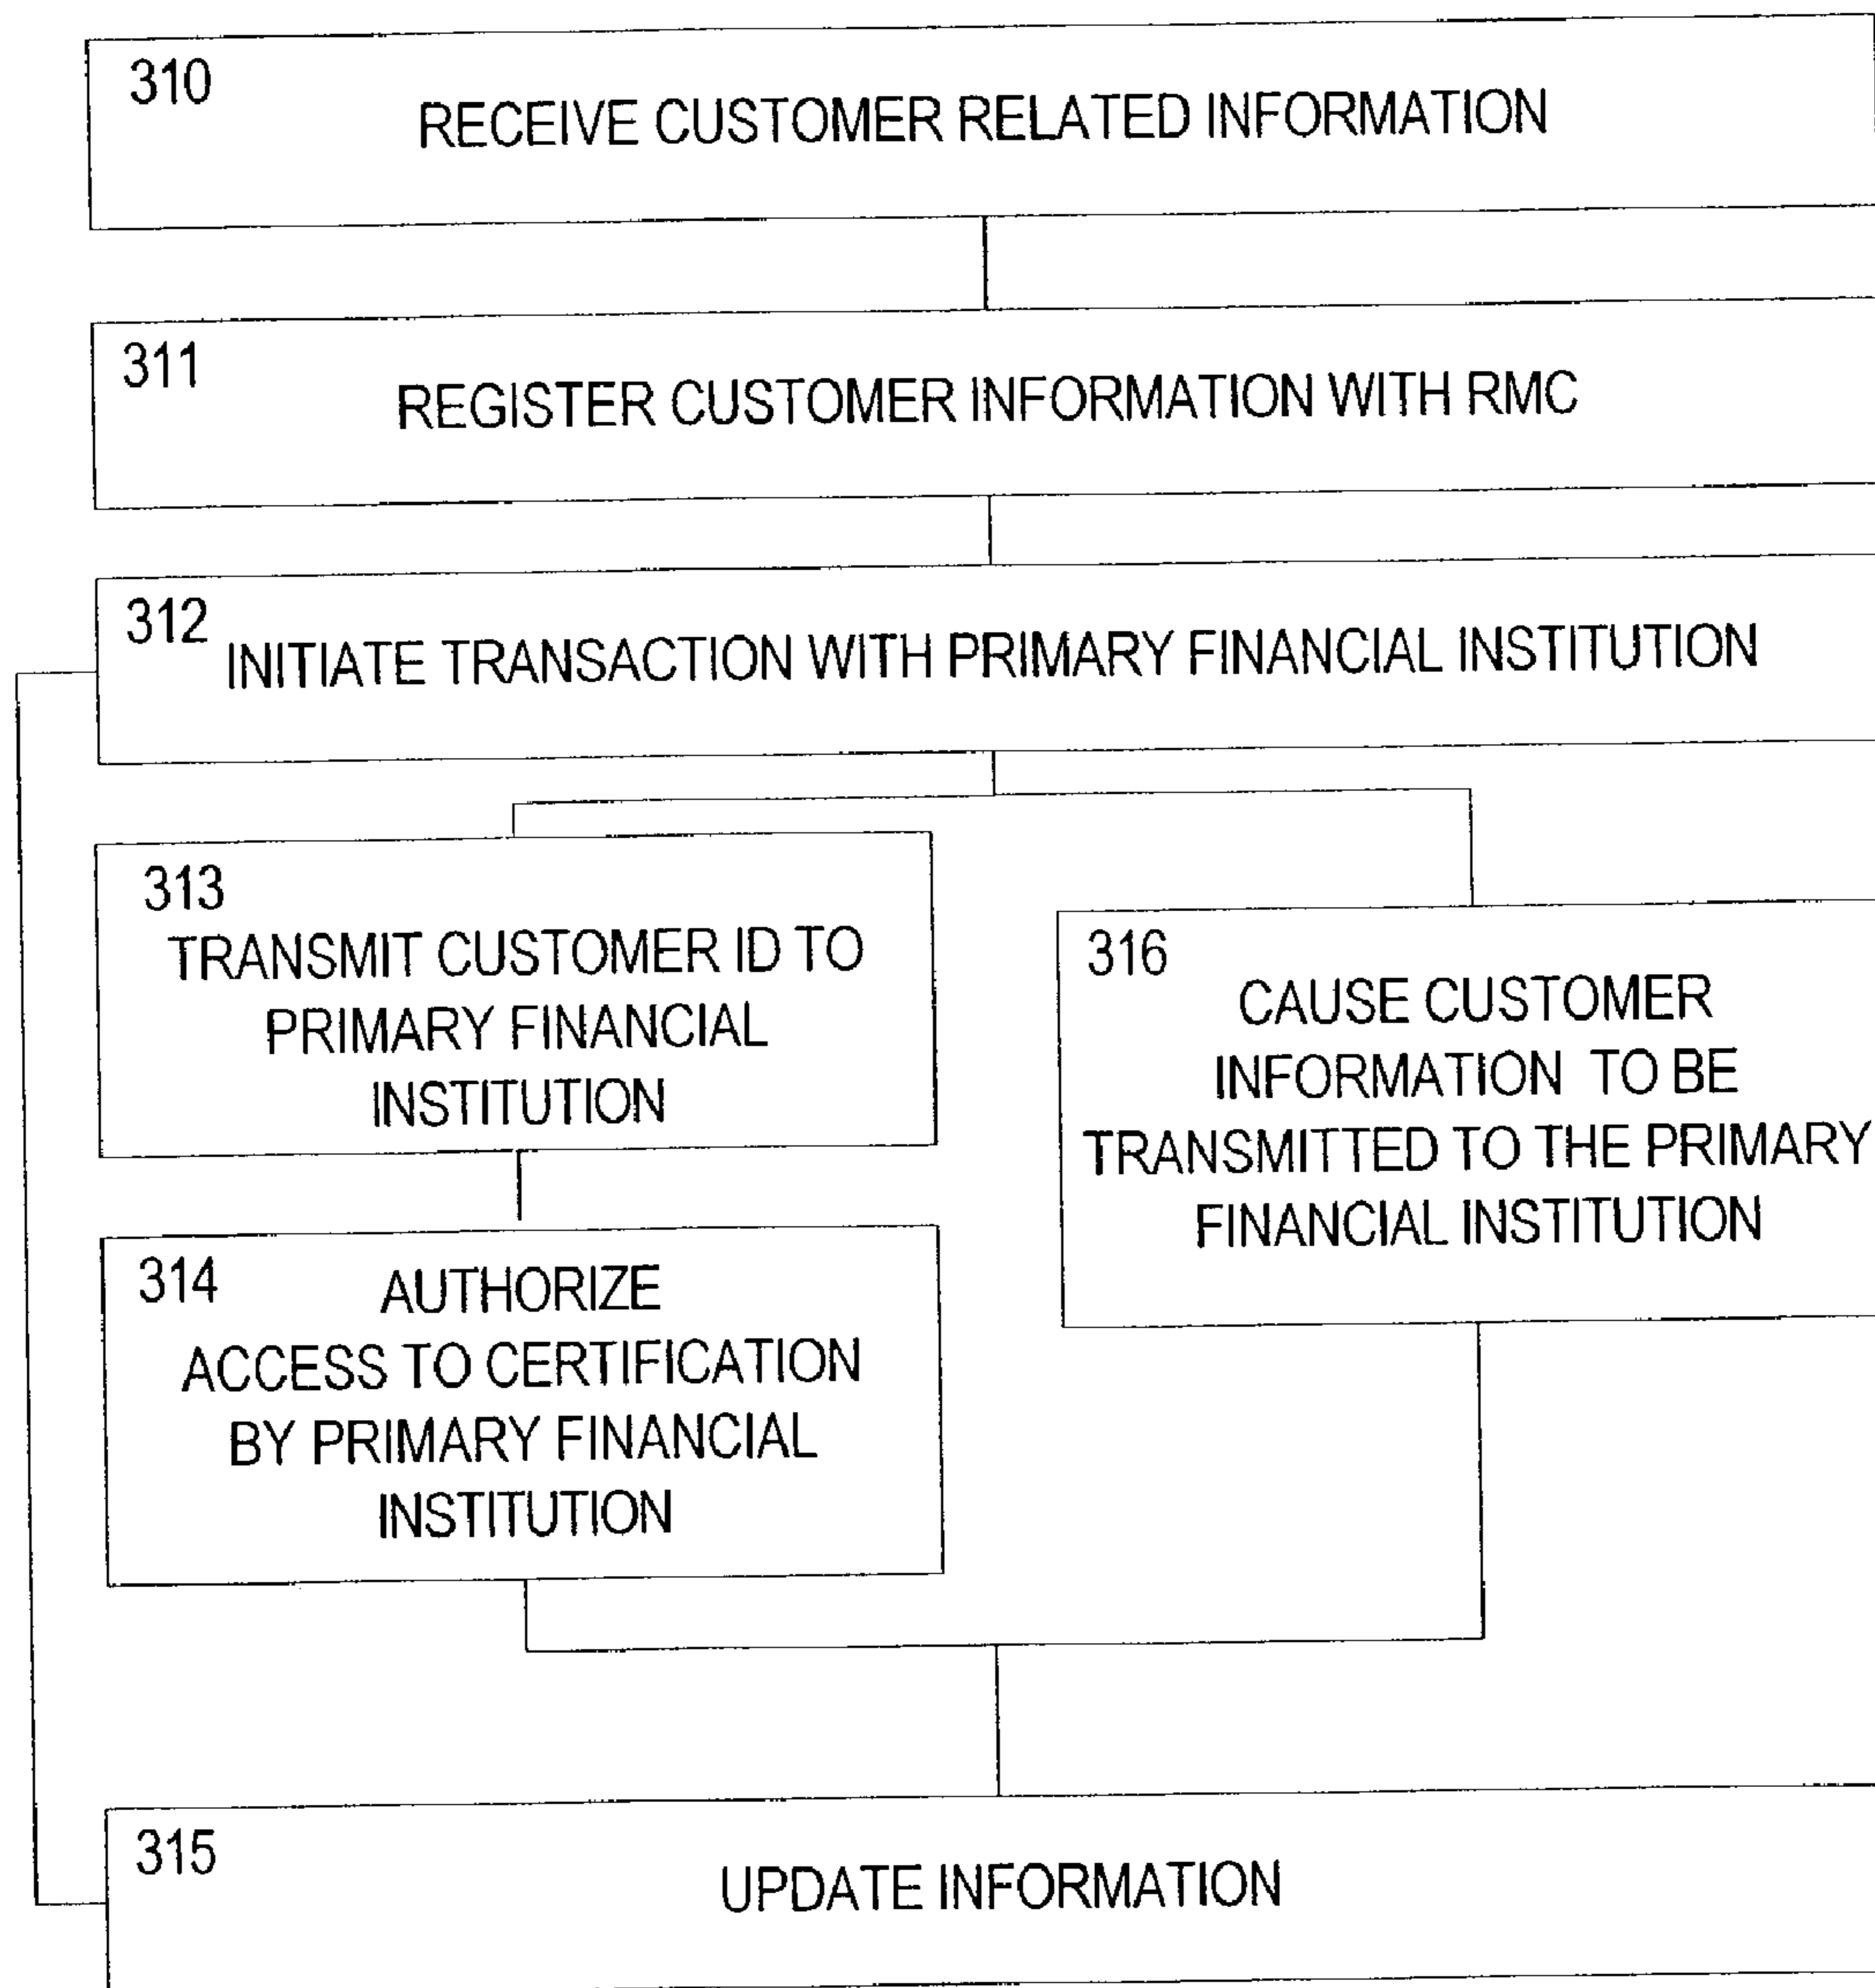 310
RECEIVE CUSTOMER RELATED INFORMATION
311
REGISTER CUSTOMER INFORMATION WITH RMC
312
INITIATE TRANSACTION WITH PRIMARY FINANCIAL INSTITUTION
313
TRANSMIT CUSTOMER ID TO
PRIMARY FINANCIAL
INSTITUTION
314
AUTHORIZE
ACCESS TO CERTIFICATION
BY PRIMARY FINANCIAL
INSTITUTION
316
CAUSE CUSTOMER
INFORMATION TO BE
TRANSMITTED TO THE PRIMARY
FINANCIAL INSTITUTION
315
UPDATE INFORMATION